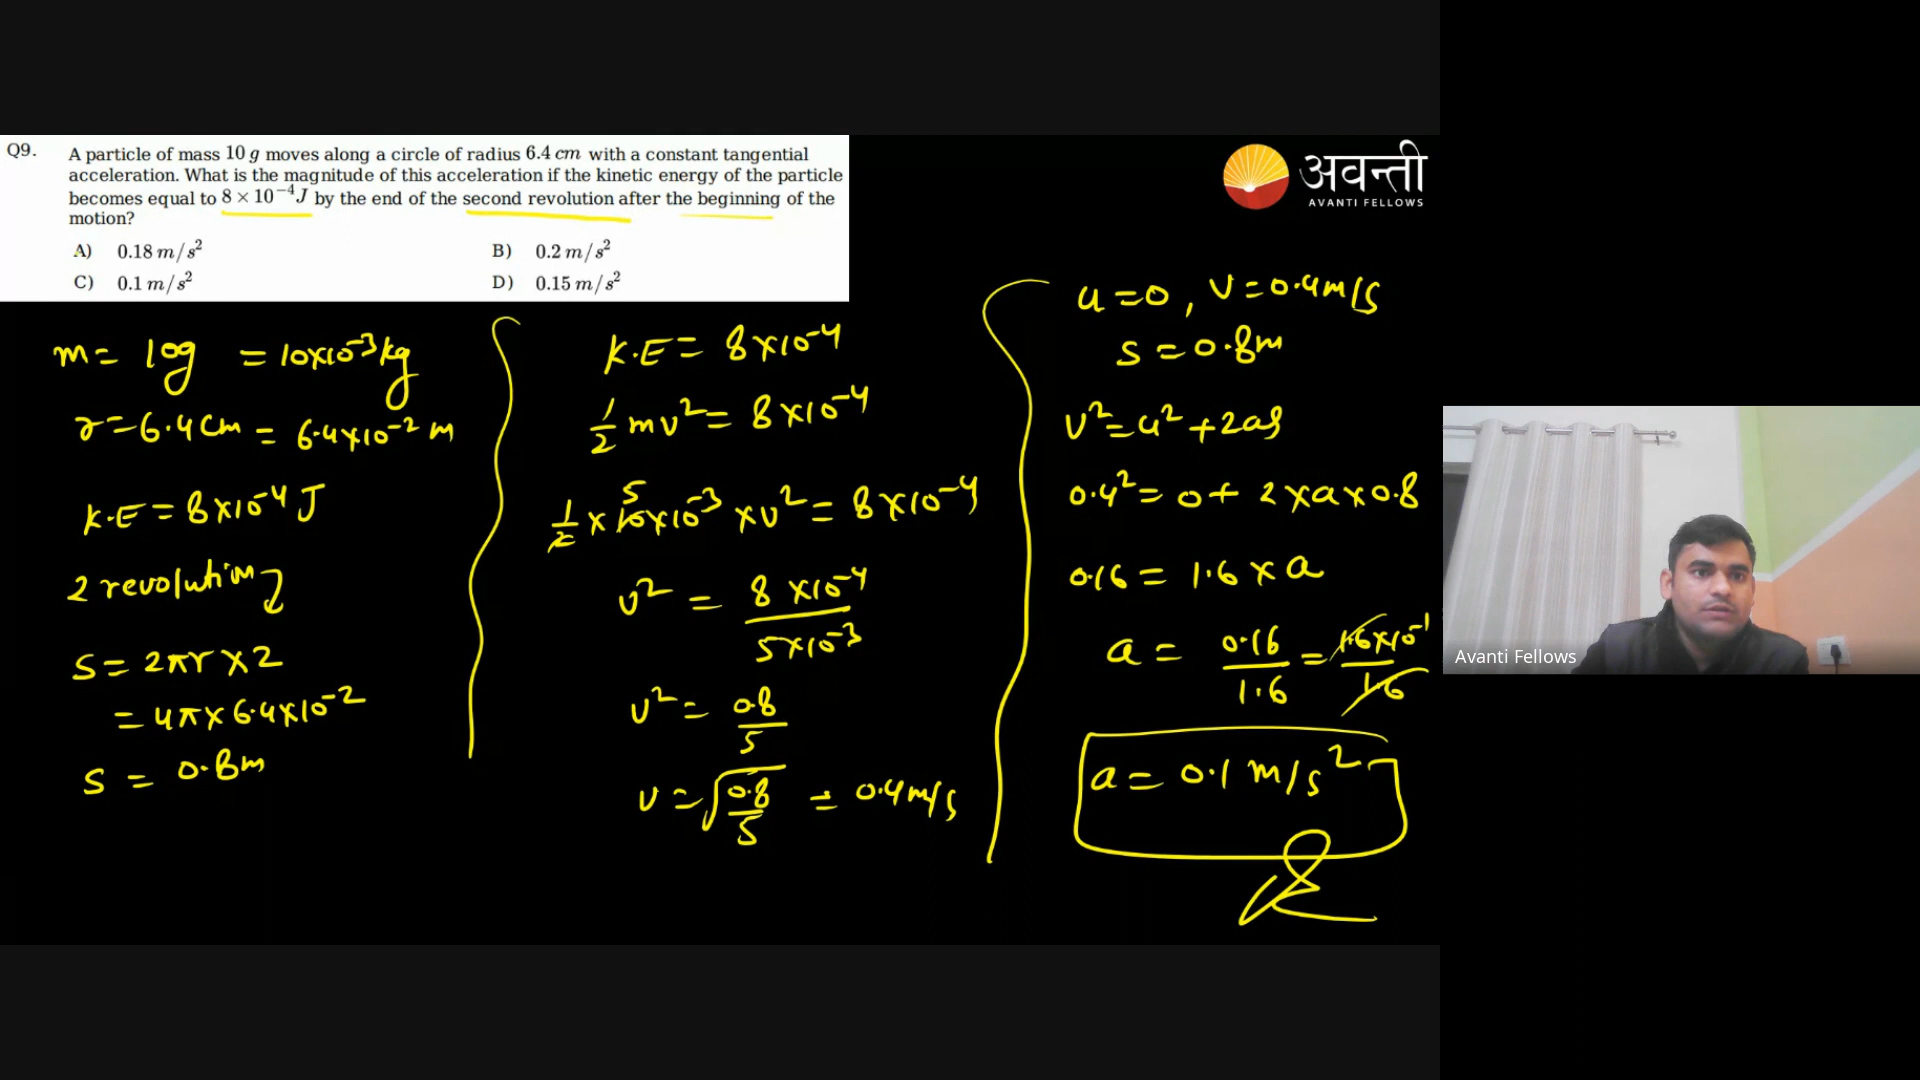 Q9. A particle of mass 10 g moves along a circle of radius 6.4 cm with a constant tangential
acceleration. What is the magnitude of this acceleration if the kinetic energy of the particle
becomes equal to 8 × 10⁻⁴ J by the end of the second revolution after the beginning of the
motion?
A) 0.18 m/s² B) 0.2 m/s²
C) 0.1 m/s² D) 0.15 m/s²
अवन्ती
AVANTI FELLOWS
m = 10g = 10×10⁻³ kg
r = 6.4 cm = 6.4×10⁻² m
K.E = 8×10⁻⁴ J
2 revolution
S = 2πr × 2
= 4π × 6.4×10⁻²
S = 0.8m
K.E = 8×10⁻⁴
1/2 mv² = 8×10⁻⁴
1/2 × 10×10⁻³ × v² = 8×10⁻⁴
5
v² = 8×10⁻⁴ / 5×10⁻³
v² = 0.8/5
v = √(0.8/5) = 0.4 m/s
u = 0, v = 0.4 m/s
S = 0.8m
v² = u² + 2as
0.4² = 0 + 2×a×0.8
0.16 = 1.6 × a
a = 0.16/1.6 = 1.6×10⁻¹/1.6
a = 0.1 m/s²
Avanti Fellows